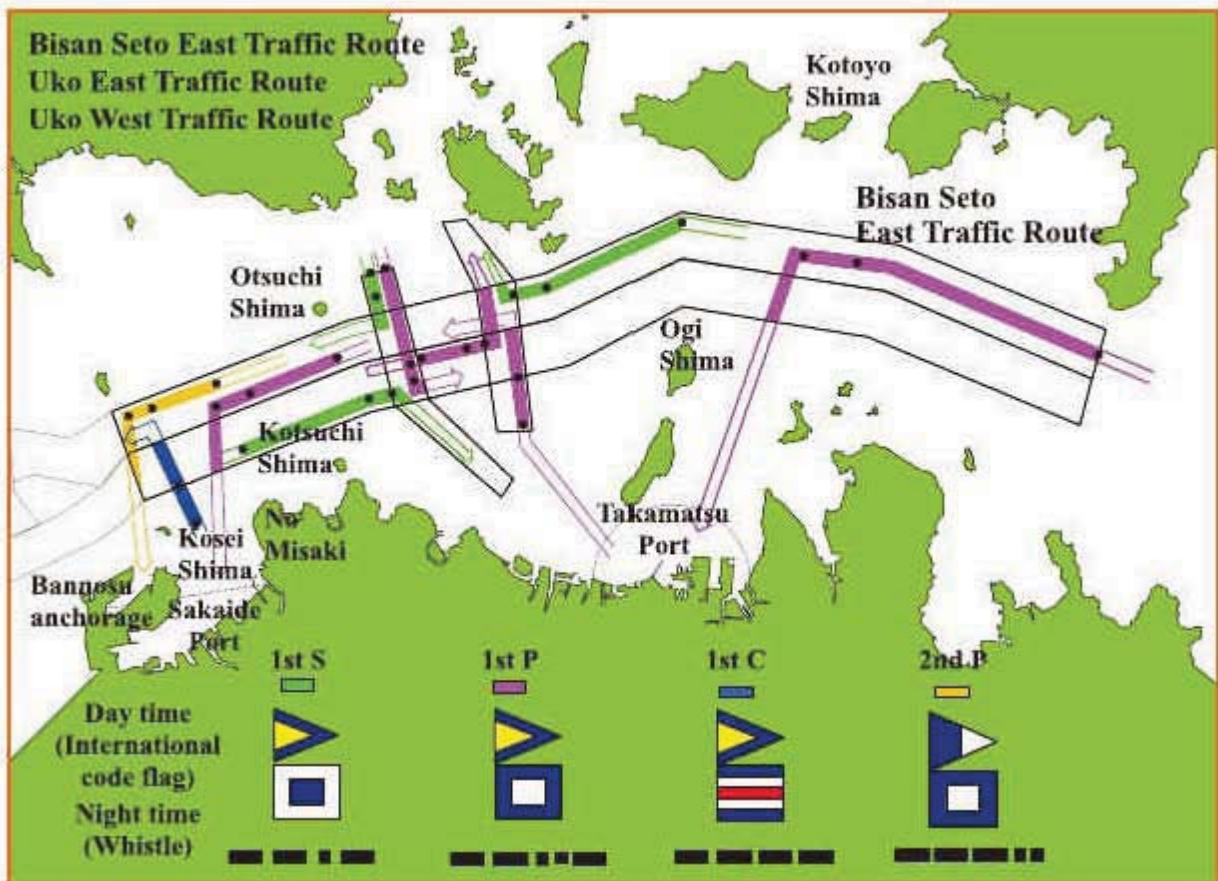 Bisan Seto East Traffic Route
Uko East Traffic Route
Uko West Traffic Route
Kotoyo
Shima
Bisan Seto
East Traffic Route
Otsuchi
Shima
Ogi
Shima
Kotsuchi
Shima
Takamatsu
Port
No
Misaki
Kosei
Shima
Bannosu
anchorage
Sakaide
Port
1st S
1st P
1st C
2nd P
Day time
(International
code flag)
Night time
(Whistle)